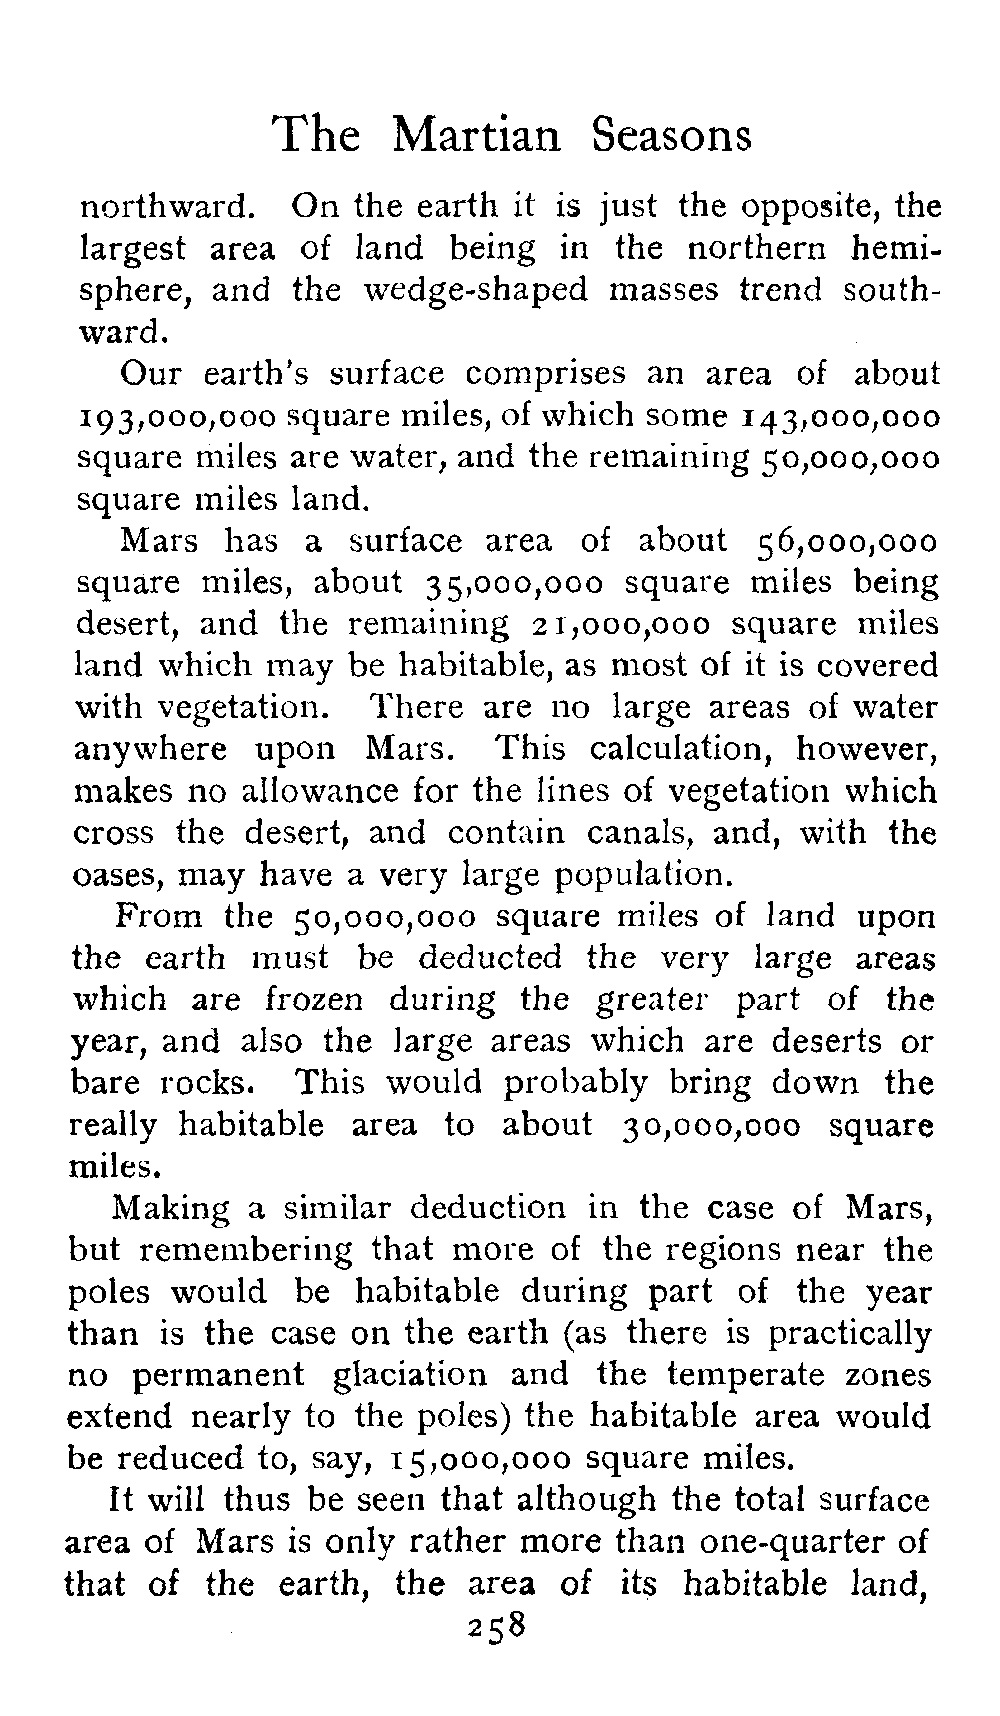 The Martian Seasons
northward. On the earth it is just the opposite, the
largest area of land being in the northern hemi-
sphere, and the wedge-shaped masses trend south-
ward.
Our earth's surface comprises an area of about
193,000,000 square miles, of which some 143,000,000
square miles are water, and the remaining 50,000,000
square miles land.
Mars has a surface area of about 56,000,000
square miles, about 35,000,000 square miles being
desert, and the remaining 21,000,000 square miles
land which may be habitable, as most of it is covered
with vegetation. There are no large areas of water
anywhere upon Mars. This calculation, however,
makes no allowance for the lines of vegetation which
cross the desert, and contain canals, and, with the
oases, may have a very large population.
From the 50,000,000 square miles of land upon
the earth must be deducted the very large areas
which are frozen during the greater part of the
year, and also the large areas which are deserts or
bare rocks. This would probably bring down the
really habitable area to about 30,000,000 square
miles.
Making a similar deduction in the case of Mars,
but remembering that more of the regions near the
poles would be habitable during part of the year
than is the case on the earth (as there is practically
no permanent glaciation and the temperate zones
extend nearly to the poles) the habitable area would
be reduced to, say, 15,000,000 square miles.
It will thus be seen that although the total surface
area of Mars is only rather more than one-quarter of
that of the earth, the area of its habitable land,
258